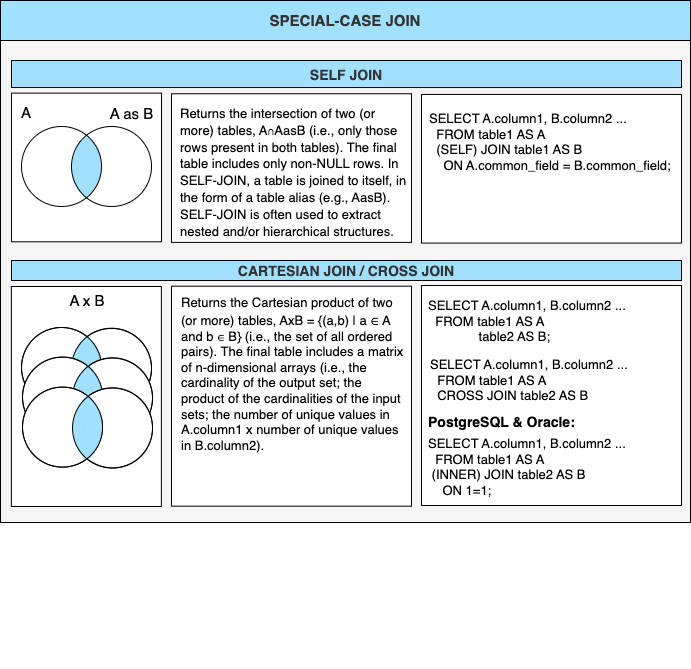 SPECIAL-CASE JOIN
SELF JOIN
A
A as B
Returns the intersection of two (or
more) tables, A∩AasB (i.e., only those
rows present in both tables). The final
table includes only non-NULL rows. In
SELF-JOIN, a table is joined to itself, in
the form of a table alias (e.g., AasB).
SELF-JOIN is often used to extract
nested and/or hierarchical structures.
SELECT A.column1, B.column2 ...
FROM table1 AS A
(SELF) JOIN table1 AS B
ON A.common_field = B.common_field;
CARTESIAN JOIN / CROSS JOIN
A x B
Returns the Cartesian product of two
(or more) tables, AxB = {(a,b) | a ∈ A
and b ∈ B} (i.e., the set of all ordered
pairs). The final table includes a matrix
of n-dimensional arrays (i.e., the
cardinality of the output set; the
product of the cardinalities of the input
sets; the number of unique values in
A.column1 x number of unique values
in B.column2).
SELECT A.column1, B.column2 ...
FROM table1 AS A
table2 AS B;
SELECT A.column1, B.column2 ...
FROM table1 AS A
CROSS JOIN table2 AS B
PostgreSQL & Oracle:
SELECT A.column1, B.column2 ...
FROM table1 AS A
(INNER) JOIN table2 AS B
ON 1=1;